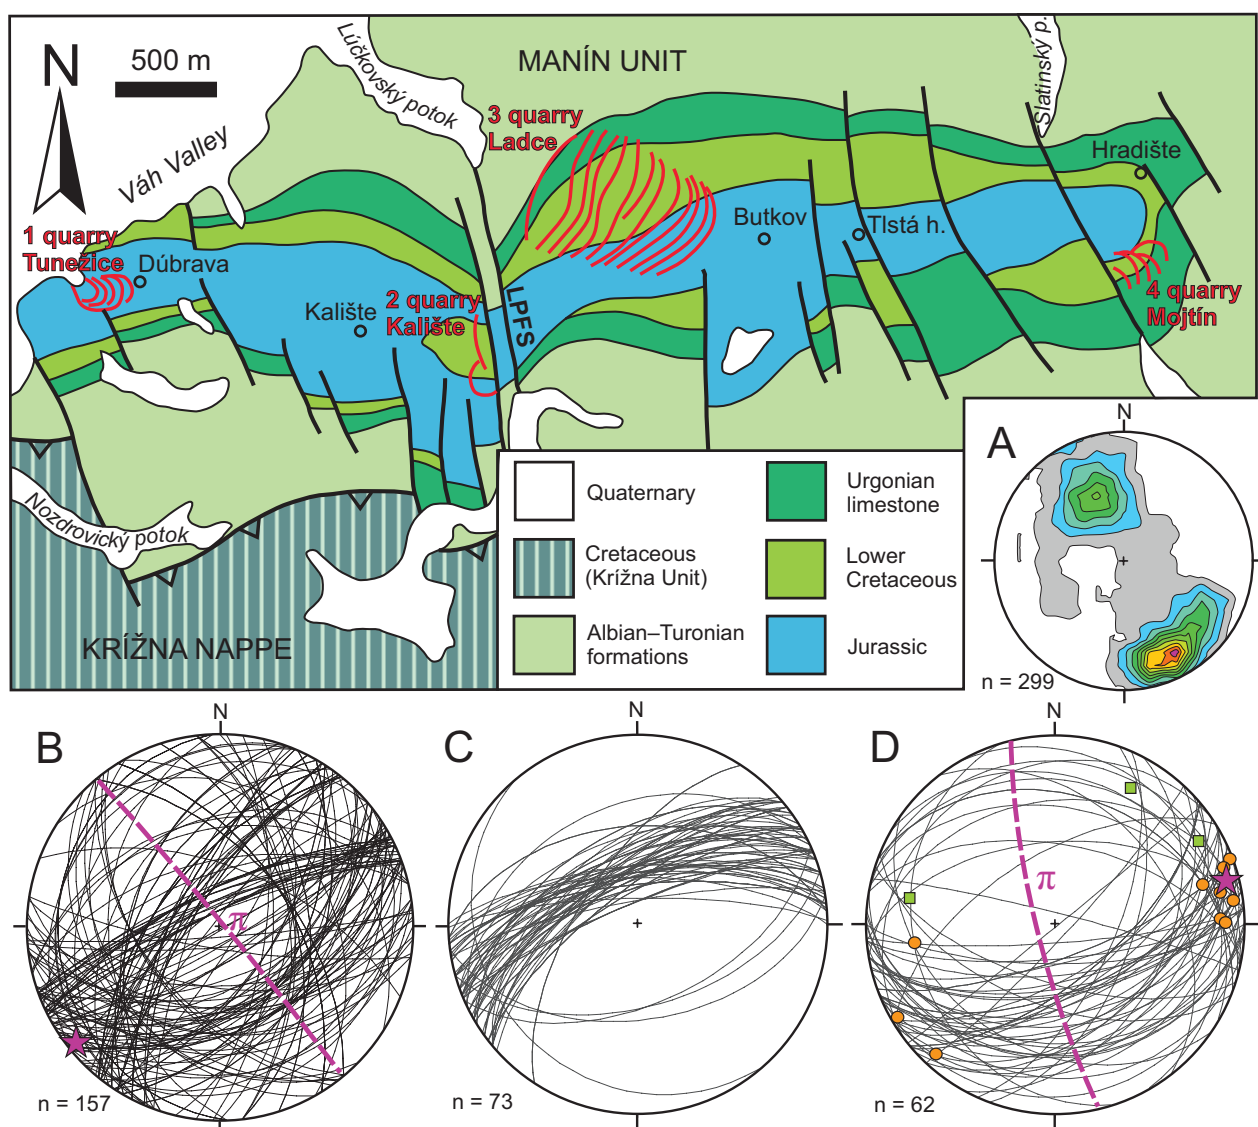 N
500 m
Váh Valley
Lúčkovský potok
MANÍN UNIT
Slatinský p.
3 quarry
Ladce
Hradište
1 quarry
Tunežice
Dúbrava
Butkov
Tlstá h.
Kalište
2 quarry
Kalište
LPFS
4 quarry
Mojtín
Nozdrovický potok
KRÍŽNA NAPPE
Quaternary
Cretaceous
(Krížna Unit)
Albian–Turonian
formations
Urgonian
limestone
Lower
Cretaceous
Jurassic
A
N
n = 299
B
N
π
n = 157
C
N
n = 73
D
N
π
n = 62